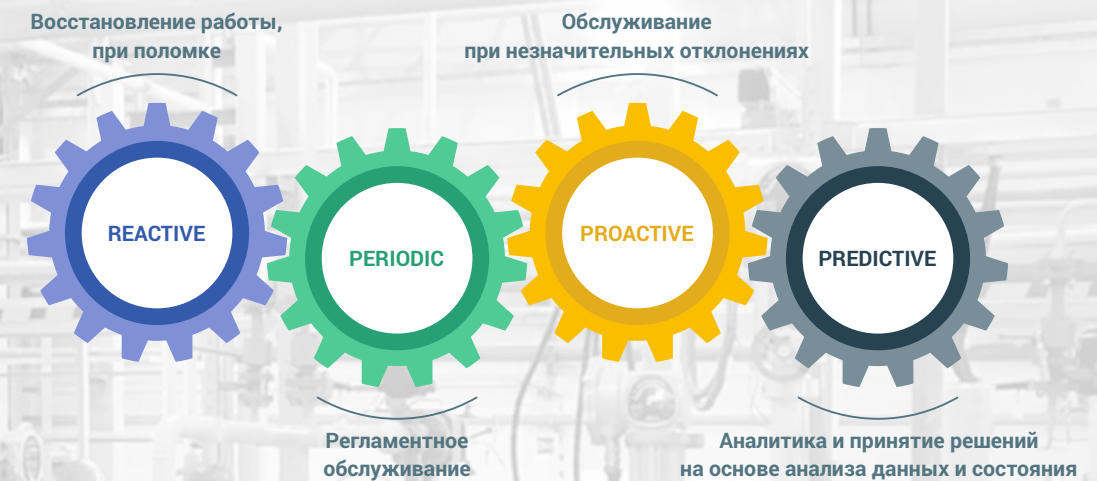 Восстановление работы,
при поломке
Обслуживание
при незначительных отклонениях
REACTIVE
PERIODIC
PROACTIVE
PREDICTIVE
Регламентное
обслуживание
Аналитика и принятие решений
на основе анализа данных и состояния